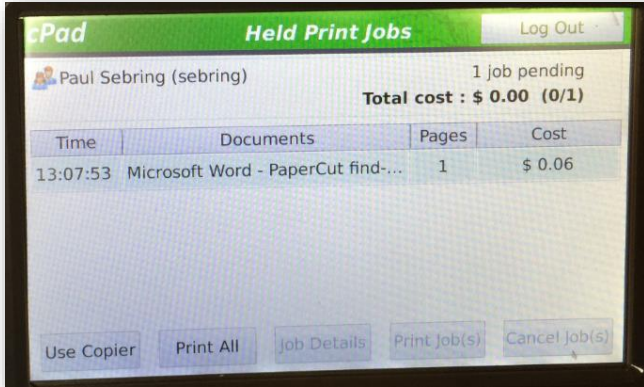 cPad Held Print Jobs Log Out
Paul Sebring (sebring) 1 job pending
Total cost : $ 0.00 (0/1)
Time Documents Pages Cost
13:07:53 Microsoft Word - PaperCut find-... 1 $ 0.06
Use Copier Print All Job Details Print Job(s) Cancel Job(s)